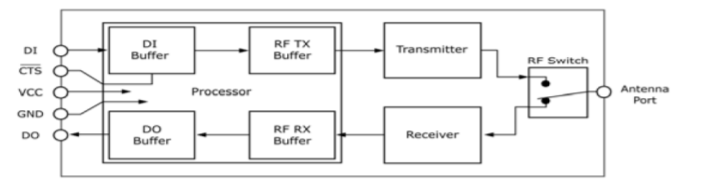 DI
CTS
VCC
GND
DO
DI
Buffer
RF TX
Buffer
Processor
DO
Buffer
RF RX
Buffer
Transmitter
Receiver
RF Switch
Antenna
Port